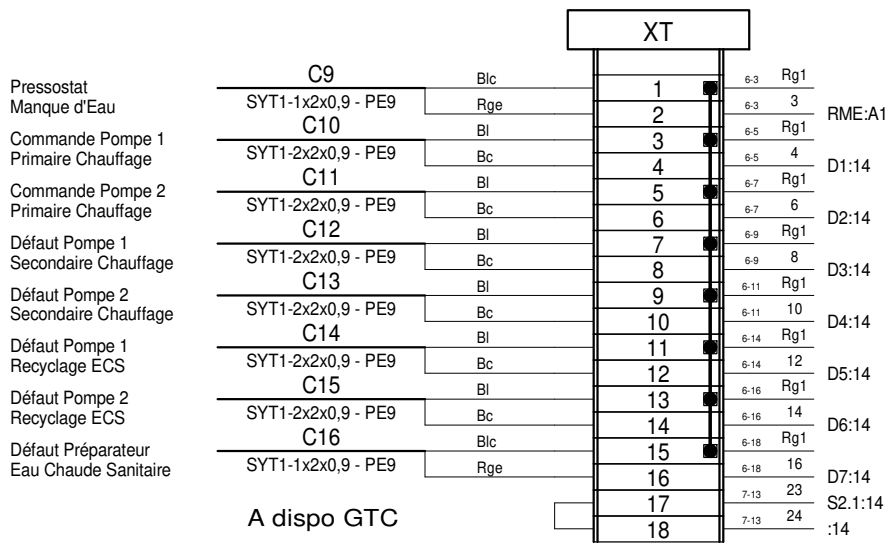 XT
Pressostat
Manque d'Eau
C9
SYT1-1x2x0,9 - PE9
Blc
Rge
1
2
6-3 Rg1
6-3 3
RME:A1
Commande Pompe 1
Primaire Chauffage
C10
SYT1-2x2x0,9 - PE9
Bl
Bc
3
4
6-5 Rg1
6-5 4
D1:14
Commande Pompe 2
Primaire Chauffage
C11
SYT1-2x2x0,9 - PE9
Bl
Bc
5
6
6-7 Rg1
6-7 6
D2:14
Défaut Pompe 1
Secondaire Chauffage
C12
SYT1-2x2x0,9 - PE9
Bl
Bc
7
8
6-9 Rg1
6-9 8
D3:14
Défaut Pompe 2
Secondaire Chauffage
C13
SYT1-2x2x0,9 - PE9
Bl
Bc
9
10
6-11 Rg1
6-11 10
D4:14
Défaut Pompe 1
Recyclage ECS
C14
SYT1-2x2x0,9 - PE9
Bl
Bc
11
12
6-14 Rg1
6-14 12
D5:14
Défaut Pompe 2
Recyclage ECS
C15
SYT1-2x2x0,9 - PE9
Bl
Bc
13
14
6-16 Rg1
6-16 14
D6:14
Défaut Préparateur
Eau Chaude Sanitaire
C16
SYT1-1x2x0,9 - PE9
Blc
Rge
15
16
6-18 Rg1
6-18 16
D7:14
A dispo GTC
17
18
7-13 23
7-13 24
S2.1:14
:14